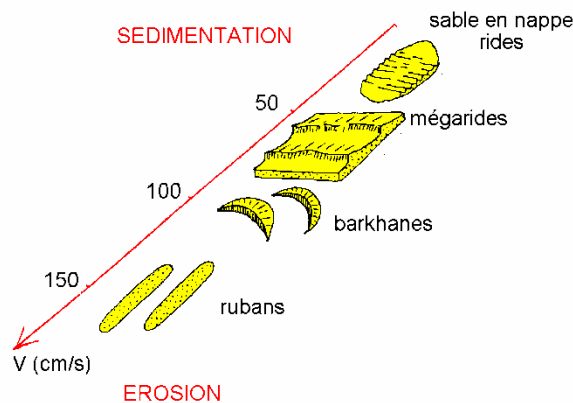 SEDIMENTATION
sable en nappe
rides
50
mégarides
100
barkhanes
150
rubans
V (cm/s)
EROSION